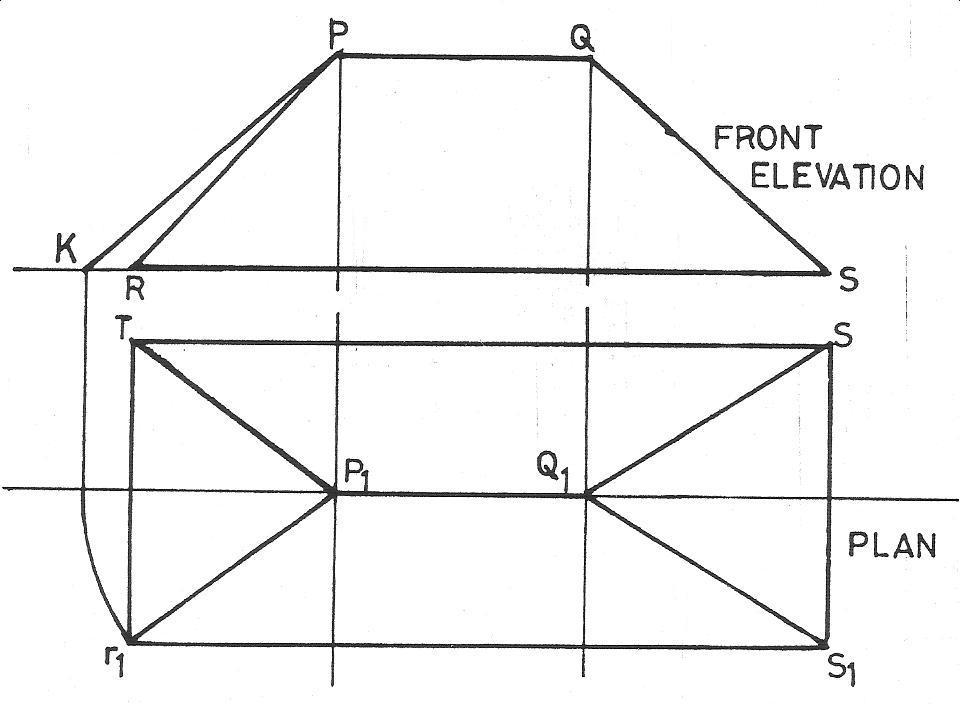 P Q
FRONT
ELEVATION
K
R S
T S
P1 Q1
PLAN
r1 S1